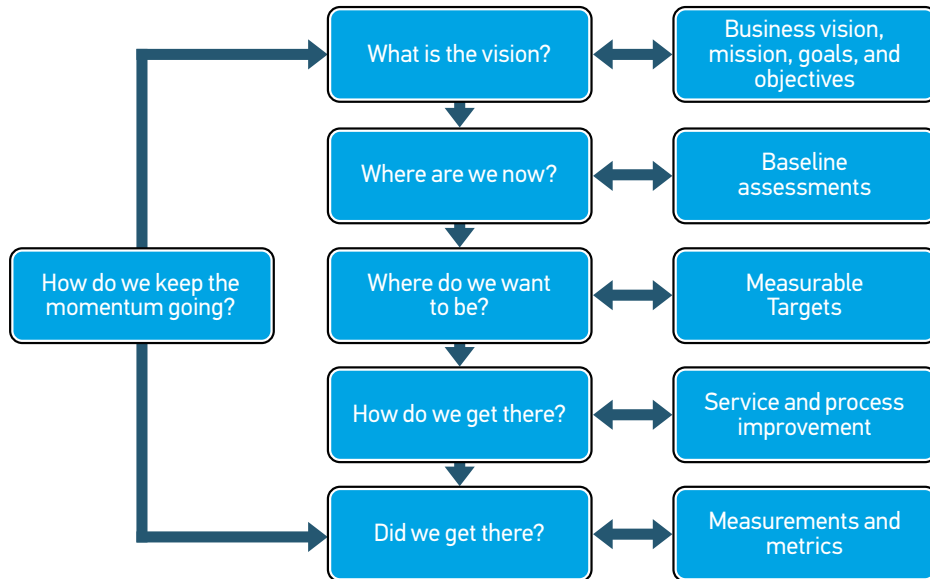 What is the vision?
Business vision,
mission, goals, and
objectives
Where are we now?
Baseline
assessments
How do we keep the
momentum going?
Where do we want
to be?
Measurable
Targets
How do we get there?
Service and process
improvement
Did we get there?
Measurements and
metrics